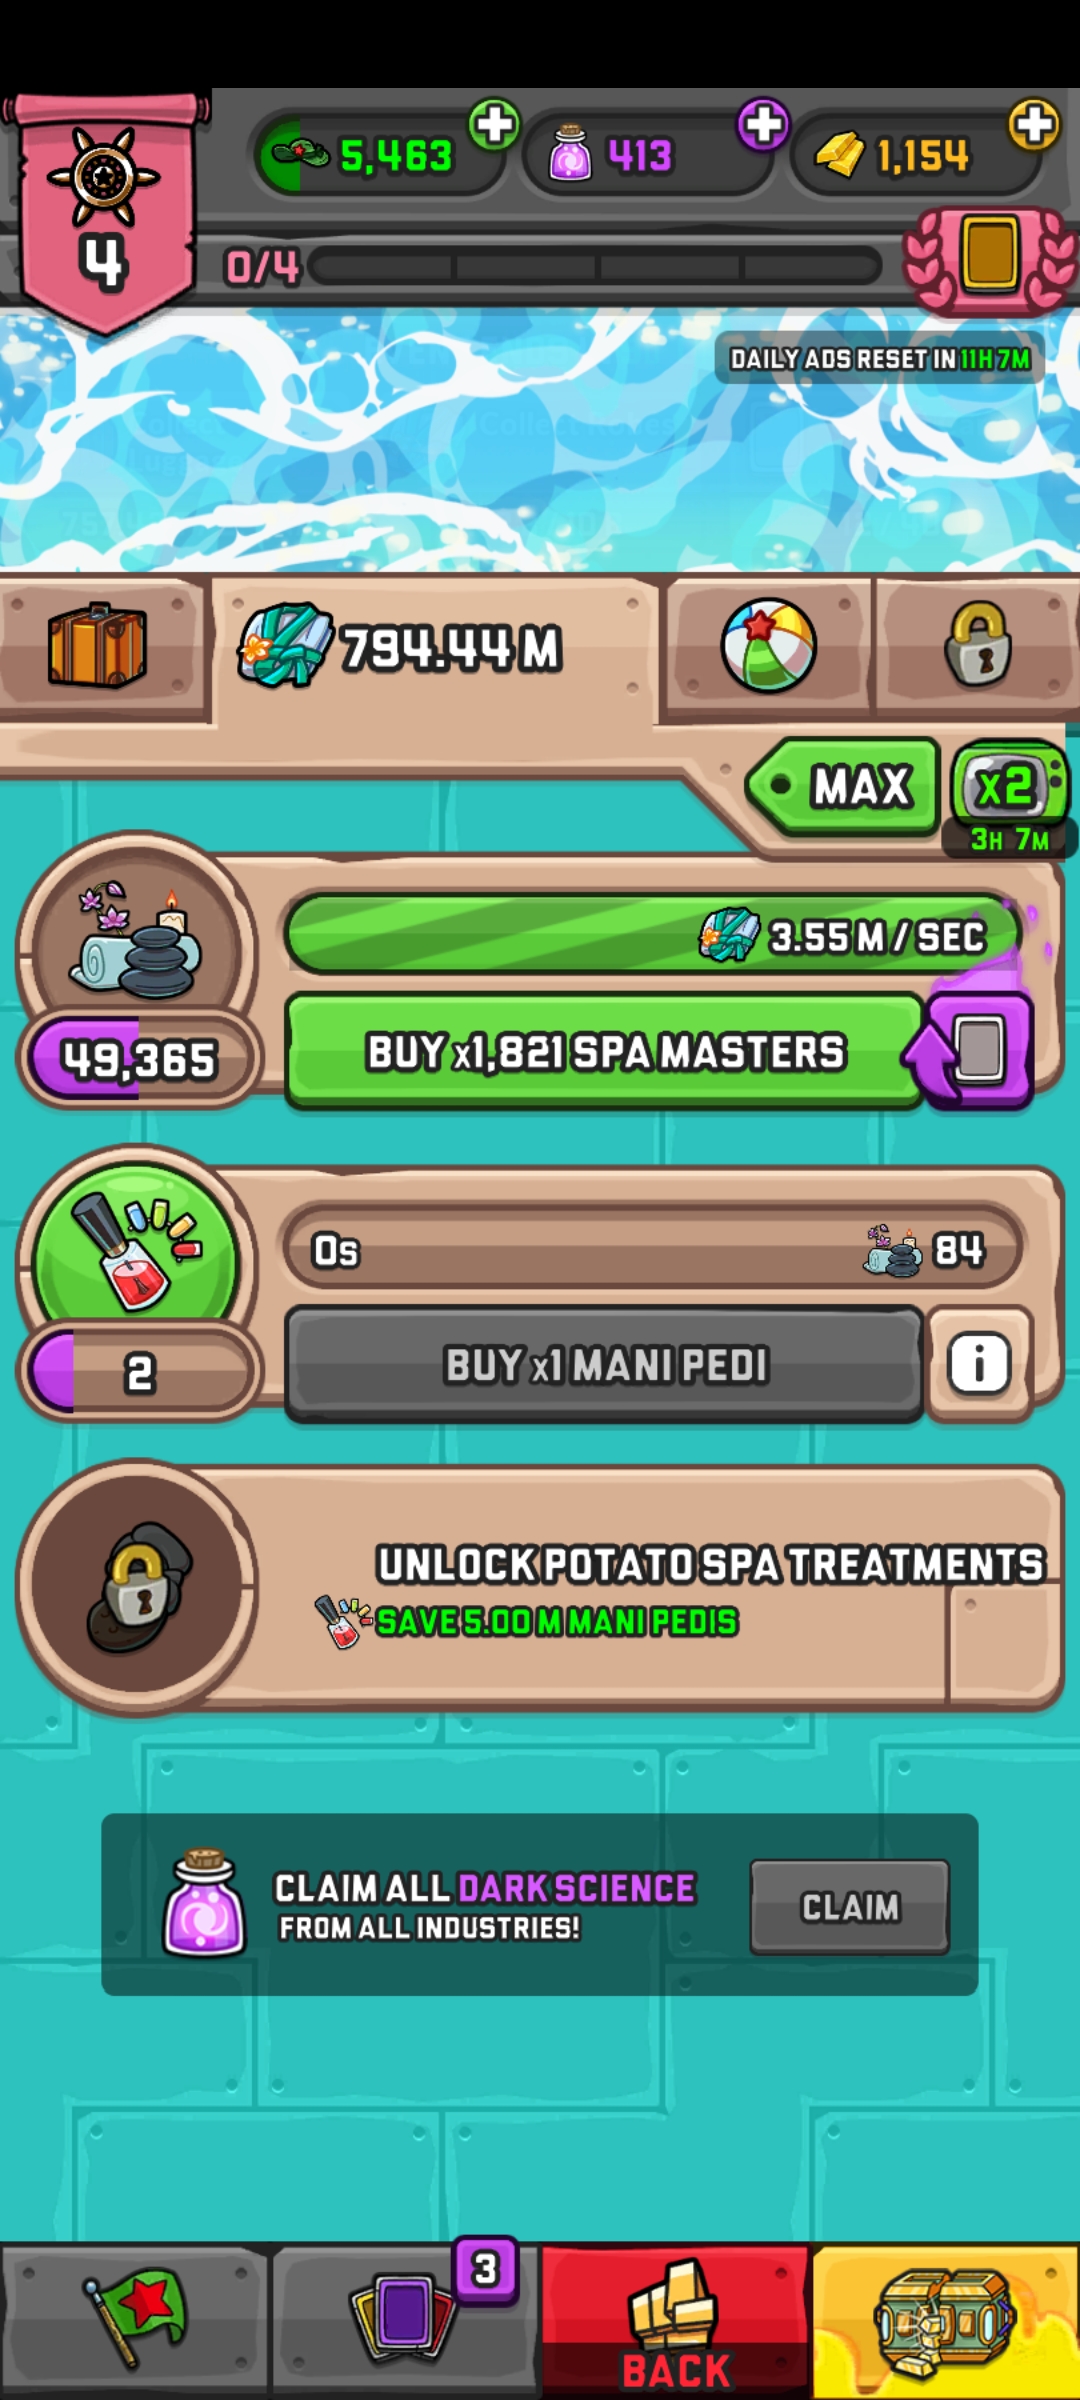 5,463
413
1,154
4
0/4
DAILY ADS RESET IN 11H 7M
794.44 M
MAX
x2
3H 7M
3.55 M / SEC
49,365
BUY x1,821 SPA MASTERS
0s
84
2
BUY x1 MANI PEDI
i
UNLOCK POTATO SPA TREATMENTS
SAVE 5.00 M MANI PEDIS
CLAIM ALL DARK SCIENCE
FROM ALL INDUSTRIES!
CLAIM
3
BACK